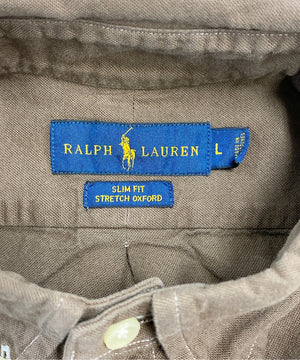 RALPH LAUREN
L
SLIM FIT
STRETCH OXFORD